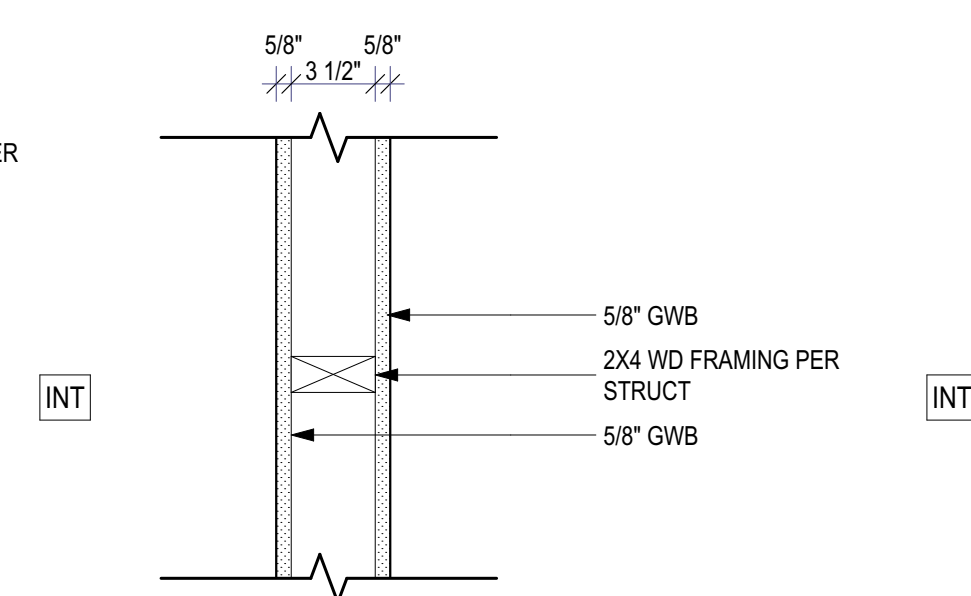 5/8" 5/8"
3 1/2"
ER
5/8" GWB
2X4 WD FRAMING PER
STRUCT
INT
INT
5/8" GWB